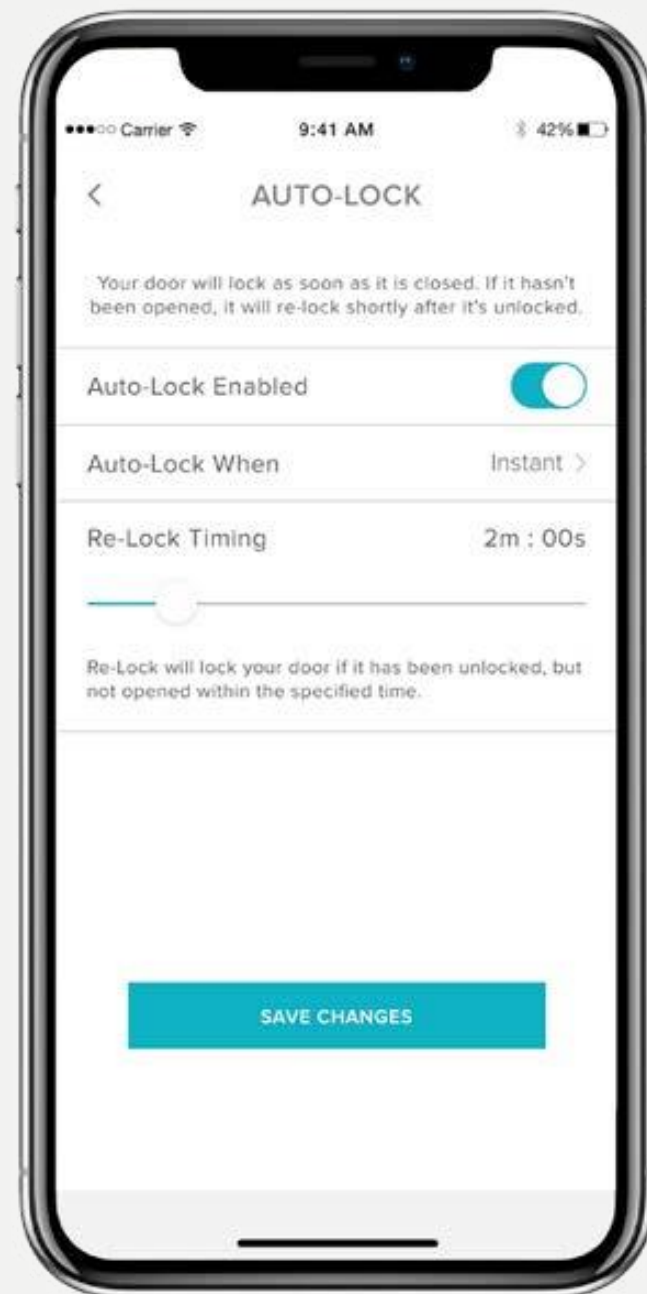 Carrier 9:41 AM 42%
AUTO-LOCK
Your door will lock as soon as it is closed. If it hasn't
been opened, it will re-lock shortly after it's unlocked.
Auto-Lock Enabled
Auto-Lock When Instant >
Re-Lock Timing 2m : 00s
Re-Lock will lock your door if it has been unlocked, but
not opened within the specified time.
SAVE CHANGES